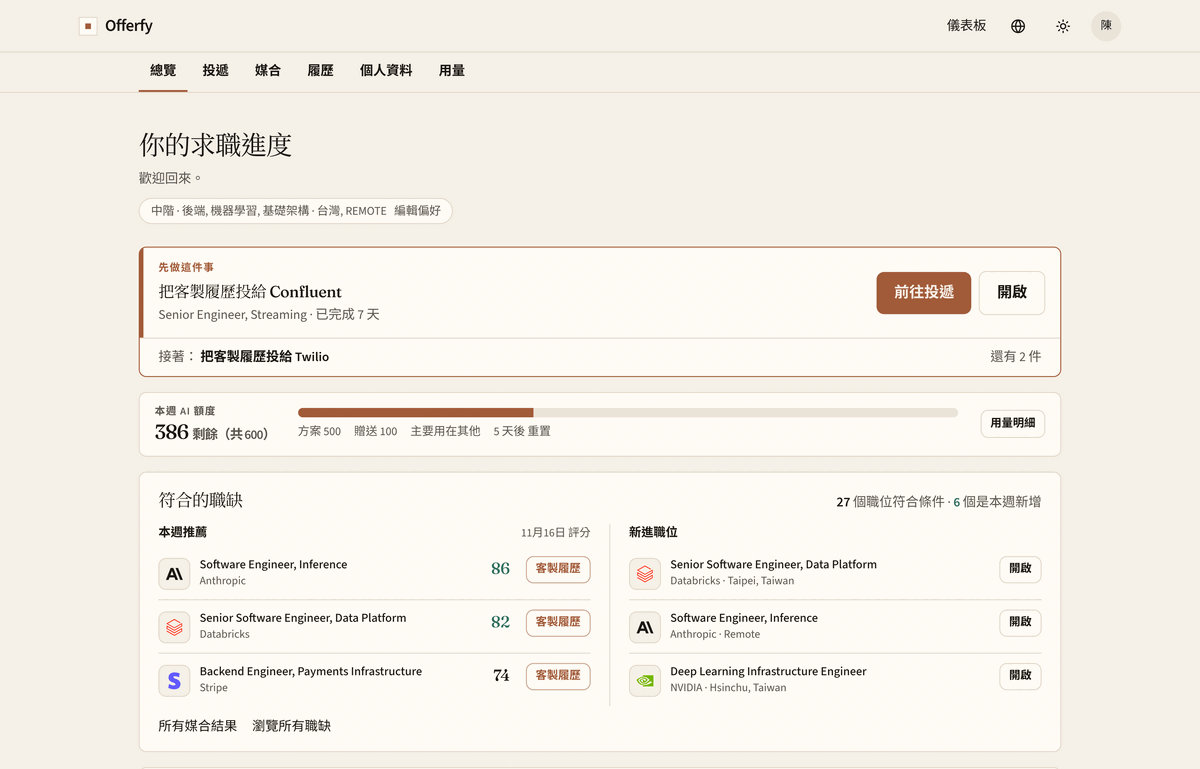 Offerfy
儀表板
陳
總覽 投遞 媒合 履歷 個人資料 用量
你的求職進度
歡迎回來。
中階 · 後端, 機器學習, 基礎架構 · 台灣, REMOTE 編輯偏好
先做這件事
把客製履歷投給 Confluent
Senior Engineer, Streaming · 已完成 7 天
前往投遞 開啟
接著： 把客製履歷投給 Twilio
還有 2 件
本週 AI 額度
386 剩餘（共 600）
方案 500 贈送 100 主要用在其他 5 天後 重置
用量明細
符合的職缺
27 個職位符合條件 · 6 個是本週新增
本週推薦
11月16日 評分
Software Engineer, Inference
Anthropic
86 客製履歷
Senior Software Engineer, Data Platform
Databricks
82 客製履歷
Backend Engineer, Payments Infrastructure
Stripe
74 客製履歷
所有媒合結果 瀏覽所有職缺
新進職位
Senior Software Engineer, Data Platform
Databricks · Taipei, Taiwan
開啟
Software Engineer, Inference
Anthropic · Remote
開啟
Deep Learning Infrastructure Engineer
NVIDIA · Hsinchu, Taiwan
開啟